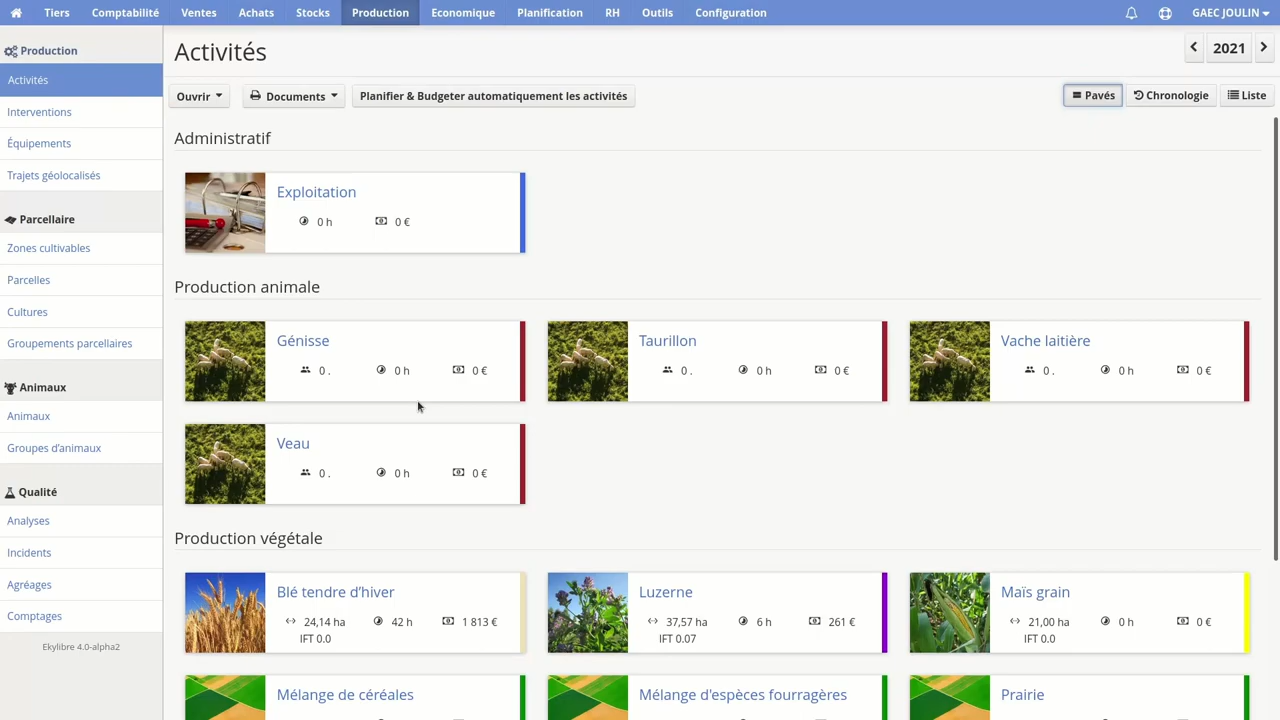 Tiers Comptabilité Ventes Achats Stocks Production Economique Planification RH Outils Configuration GAEC JOULIN
Production
Activités
Interventions
Équipements
Trajets géolocalisés
Parcellaire
Zones cultivables
Parcelles
Cultures
Groupements parcellaires
Animaux
Animaux
Groupes d’animaux
Qualité
Analyses
Incidents
Agréages
Comptages
Ekylibre 4.0-alpha2
Activités
2021
Ouvrir Documents Planifier & Budgeter automatiquement les activités Pavés Chronologie Liste
Administratif
Exploitation
0 h 0 €
Production animale
Génisse
0 . 0 h 0 €
Taurillon
0 . 0 h 0 €
Vache laitière
0 . 0 h 0 €
Veau
0 . 0 h 0 €
Production végétale
Blé tendre d’hiver
24,14 ha 42 h 1 813 €
IFT 0.0
Luzerne
37,57 ha 6 h 261 €
IFT 0.07
Maïs grain
21,00 ha 0 h 0 €
IFT 0.0
Mélange de céréales
Mélange d'espèces fourragères
Prairie